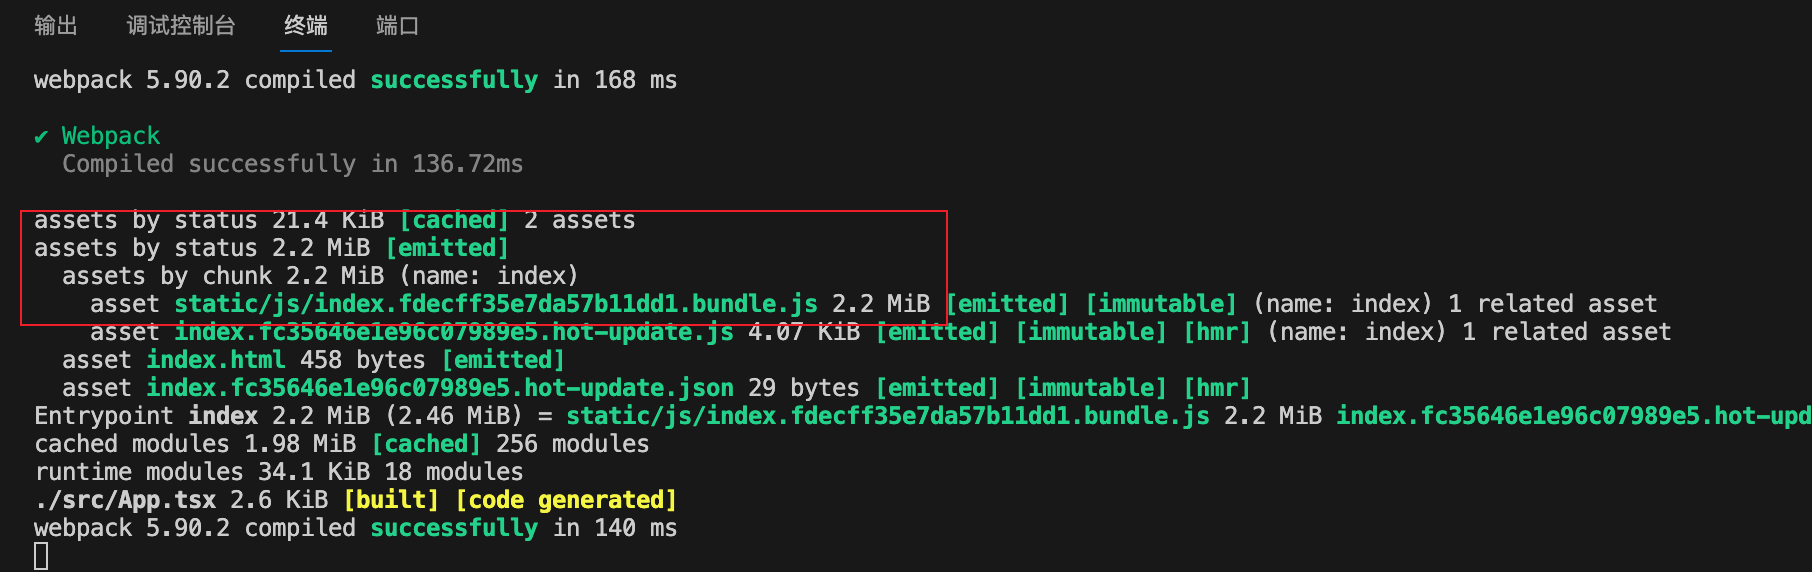 输出 调试控制台 终端 端口
webpack 5.90.2 compiled successfully in 168 ms
✔ Webpack
Compiled successfully in 136.72ms
assets by status 21.4 KiB [cached] 2 assets
assets by status 2.2 MiB [emitted]
assets by chunk 2.2 MiB (name: index)
asset static/js/index.fdecff35e7da57b11dd1.bundle.js 2.2 MiB [emitted] [immutable] (name: index) 1 related asset
asset index.fc35646e1e96c07989e5.hot-update.js 4.07 KiB [emitted] [immutable] [hmr] (name: index) 1 related asset
asset index.html 458 bytes [emitted]
asset index.fc35646e1e96c07989e5.hot-update.json 29 bytes [emitted] [immutable] [hmr]
Entrypoint index 2.2 MiB (2.46 MiB) = static/js/index.fdecff35e7da57b11dd1.bundle.js 2.2 MiB index.fc35646e1e96c07989e5.hot-upd
cached modules 1.98 MiB [cached] 256 modules
runtime modules 34.1 KiB 18 modules
./src/App.tsx 2.6 KiB [built] [code generated]
webpack 5.90.2 compiled successfully in 140 ms